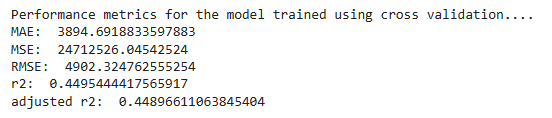 Performance metrics for the model trained using cross validation....
MAE:  3894.6918833597883
MSE:  24712526.04542524
RMSE:  4902.324762555254
r2:  0.4495444417565917
adjusted r2:  0.44896611063845404